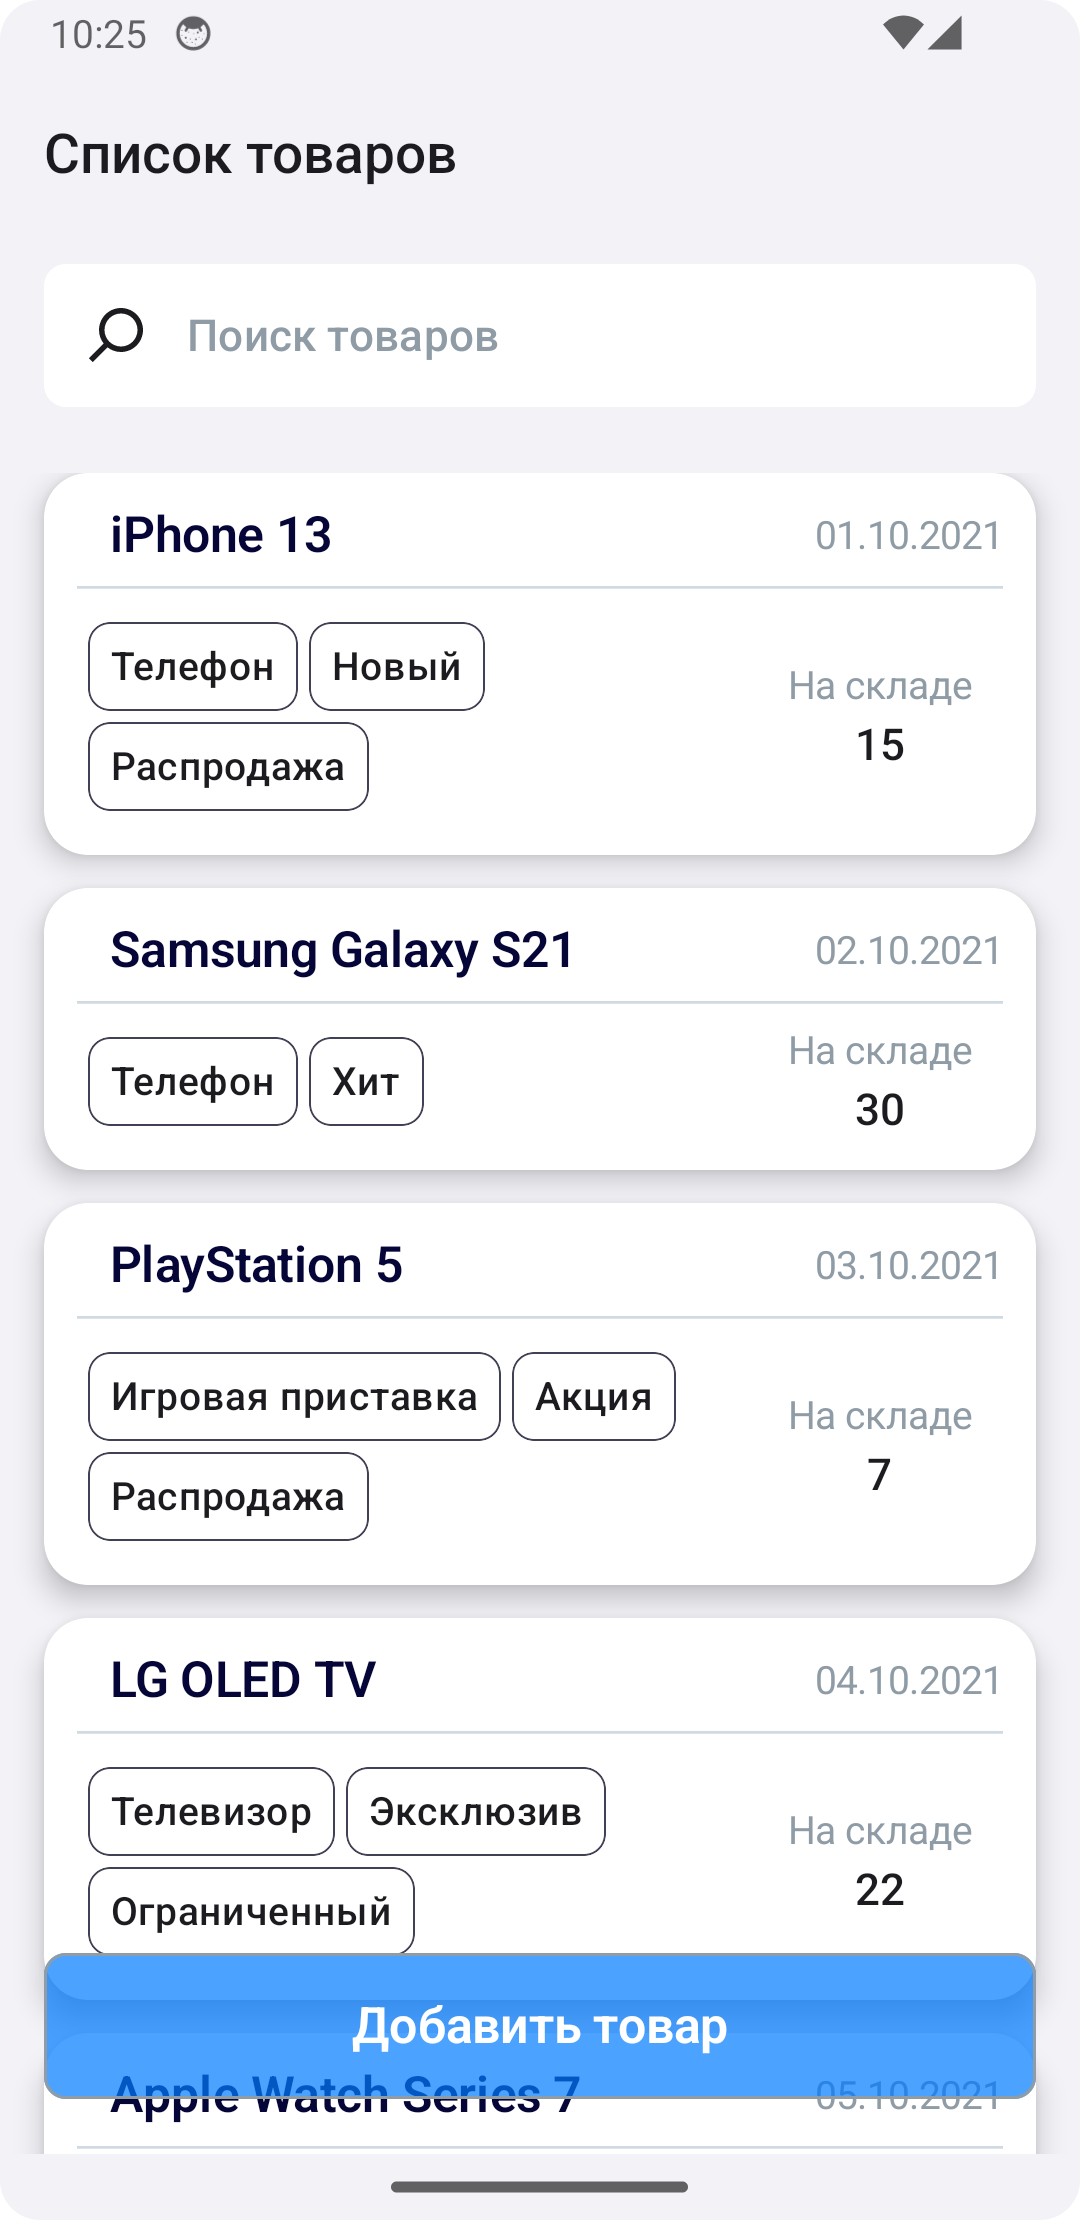 10:25
Список товаров
Поиск товаров
iPhone 13 01.10.2021
Телефон Новый
Распродажа
На складе
15
Samsung Galaxy S21 02.10.2021
Телефон Хит
На складе
30
PlayStation 5 03.10.2021
Игровая приставка Акция
Распродажа
На складе
7
LG OLED TV 04.10.2021
Телевизор Эксклюзив
Ограниченный
На складе
22
Добавить товар
Apple Watch Series 7 05.10.2021